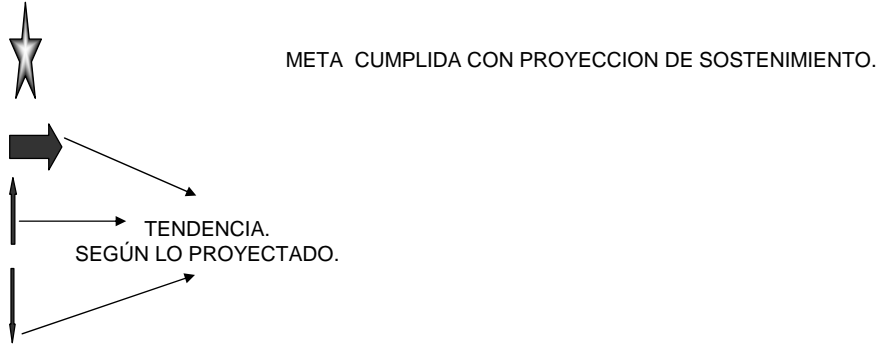 META CUMPLIDA CON PROYECCION DE SOSTENIMIENTO.
TENDENCIA.
SEGÚN LO PROYECTADO.